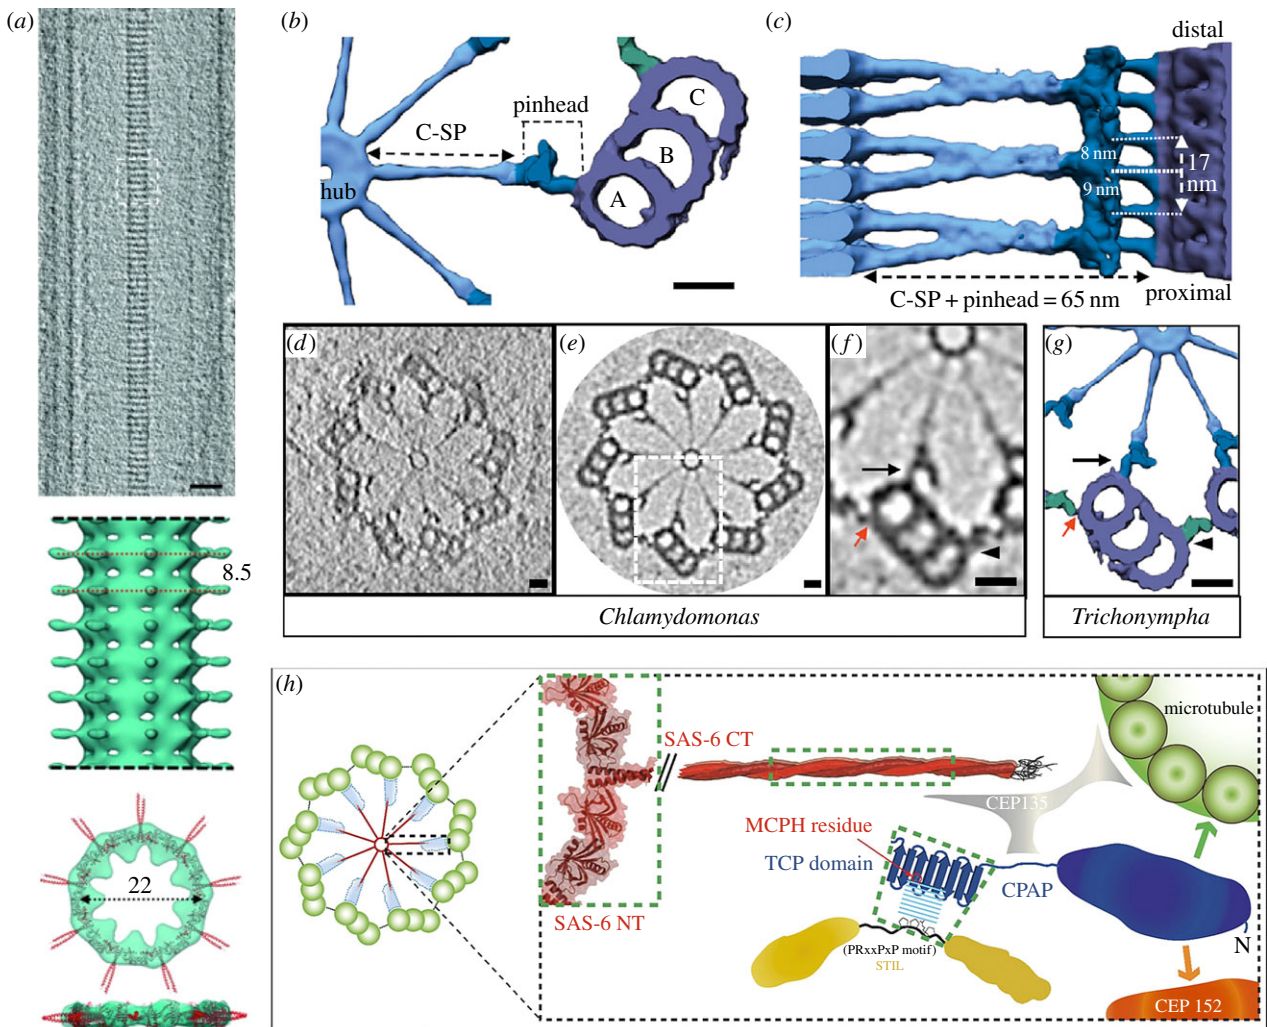 (a)
8.5
22
(b)
C-SP
pinhead
hub
A
B
C
(c)
distal
8 nm
9 nm
17
nm
C-SP + pinhead = 65 nm
proximal
(d)
(e)
(f)
Chlamydomonas
(g)
Trichonympha
(h)
SAS-6 NT
SAS-6 CT
microtubule
CEP135
MCPH residue
TCP domain
CPAP
N
(PRxxPxP motif)
STIL
CEP 152